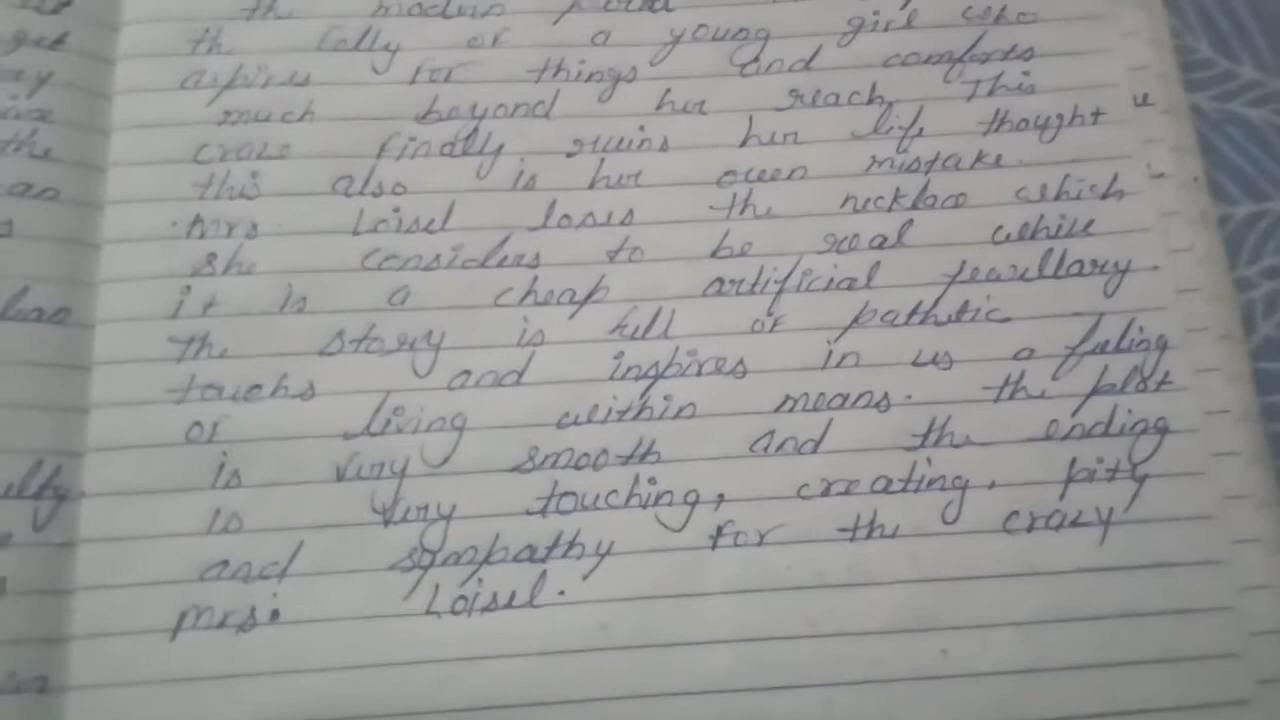 the modern
the folly of a young girl who
aspires for things and comforts
much beyond her reach, This
craze finally ruins her life thought
this also is her own mistake.
Mrs Loisel loses the necklace which
she considers to be real while
it is a cheap artificial jewellary.
The story is full of pathetic
touchs and inspires in us a feeling
of living within means. the plot
is very smooth and the ending
is very touching, creating, pity
and sympathy for the crazy
Mrs. Loisel.